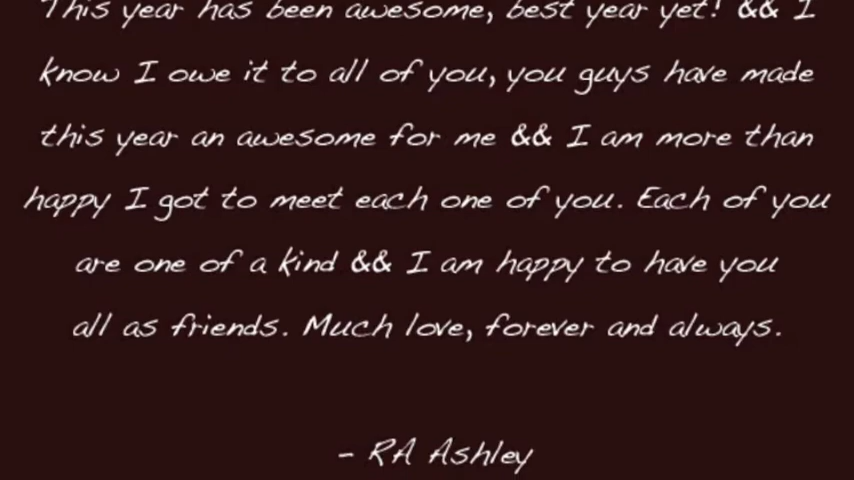 This year has been awesome, best year yet! && I
know I owe it to all of you, you guys have made
this year an awesome for me && I am more than
happy I got to meet each one of you. Each of you
are one of a kind && I am happy to have you
all as friends. Much love, forever and always.
- RA Ashley